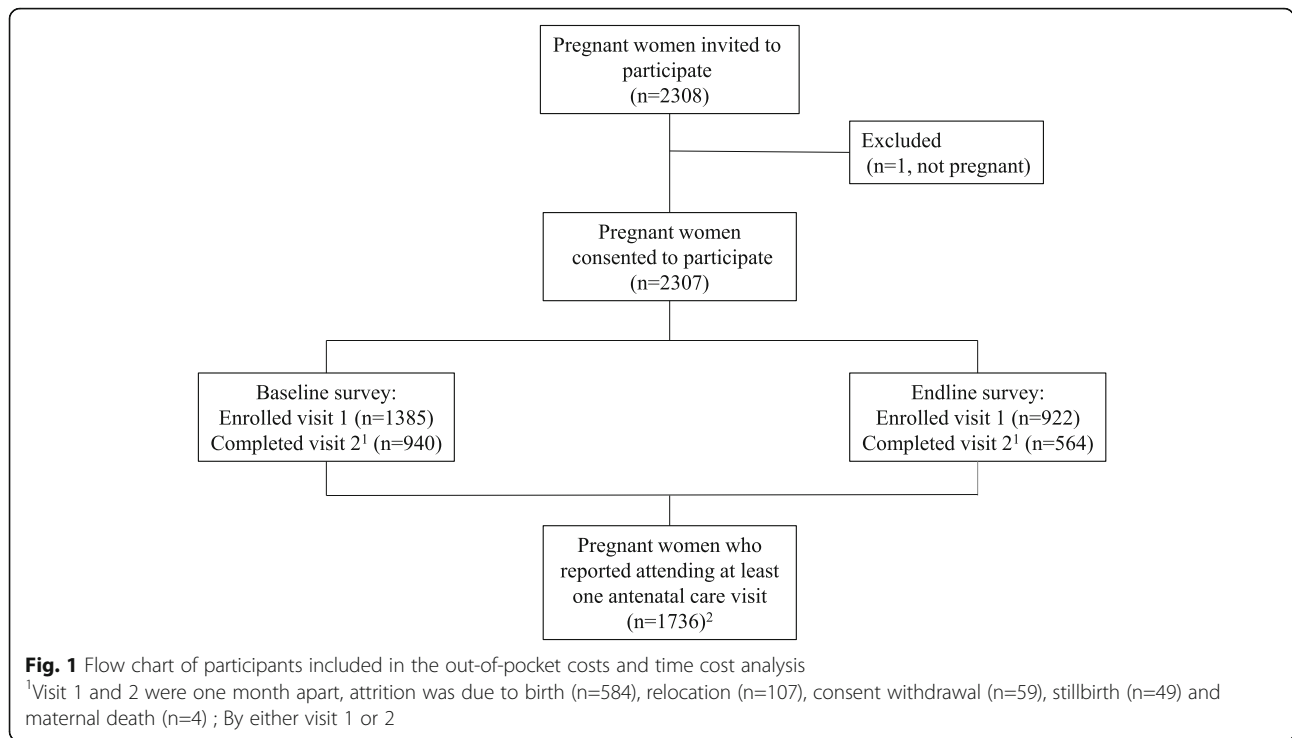 Pregnant women invited to
participate
(n=2308)
Excluded
(n=1, not pregnant)
Pregnant women
consented to participate
(n=2307)
Baseline survey:
Enrolled visit 1 (n=1385)
Completed visit 2¹ (n=940)
Endline survey:
Enrolled visit 1 (n=922)
Completed visit 2¹ (n=564)
Pregnant women who
reported attending at least
one antenatal care visit
(n=1736)²
Fig. 1 Flow chart of participants included in the out-of-pocket costs and time cost analysis
¹Visit 1 and 2 were one month apart, attrition was due to birth (n=584), relocation (n=107), consent withdrawal (n=59), stillbirth (n=49) and
maternal death (n=4) ; By either visit 1 or 2